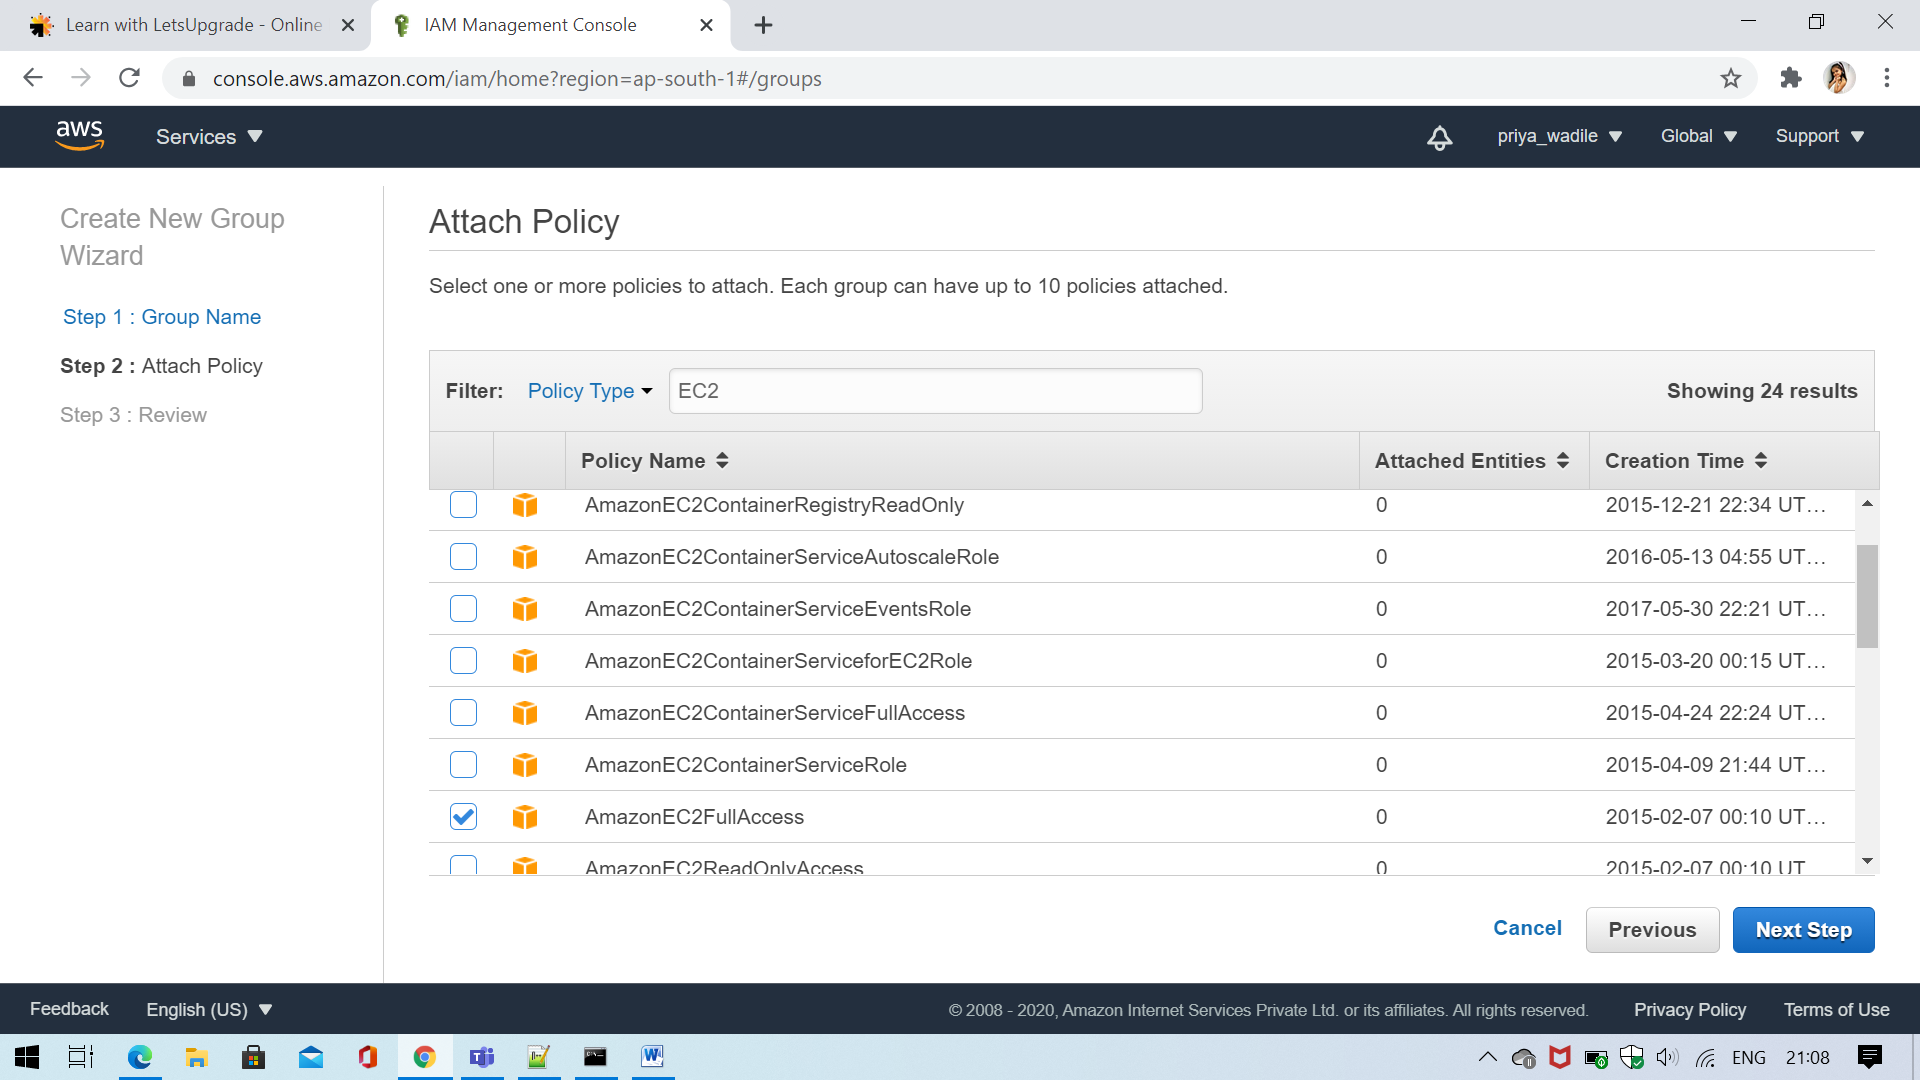 Learn with LetsUpgrade - Online
IAM Management Console
console.aws.amazon.com/iam/home?region=ap-south-1#/groups
aws
Services
priya_wadile
Global
Support
Create New Group
Wizard
Step 1 : Group Name
Step 2 : Attach Policy
Step 3 : Review
Attach Policy
Select one or more policies to attach. Each group can have up to 10 policies attached.
Filter: Policy Type EC2 Showing 24 results
Policy Name Attached Entities Creation Time
AmazonEC2ContainerRegistryReadOnly 0 2015-12-21 22:34 UT…
AmazonEC2ContainerServiceAutoscaleRole 0 2016-05-13 04:55 UT…
AmazonEC2ContainerServiceEventsRole 0 2017-05-30 22:21 UT…
AmazonEC2ContainerServiceforEC2Role 0 2015-03-20 00:15 UT…
AmazonEC2ContainerServiceFullAccess 0 2015-04-24 22:24 UT…
AmazonEC2ContainerServiceRole 0 2015-04-09 21:44 UT…
AmazonEC2FullAccess 0 2015-02-07 00:10 UT…
AmazonEC2ReadOnlyAccess 0 2015-02-07 00:10 UT
Cancel Previous Next Step
Feedback English (US) © 2008 - 2020, Amazon Internet Services Private Ltd. or its affiliates. All rights reserved. Privacy Policy Terms of Use
ENG 21:08